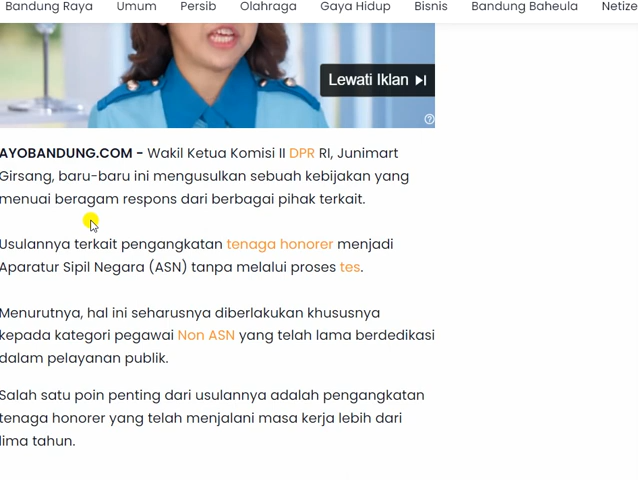 Bandung Raya Umum Persib Olahraga Gaya Hidup Bisnis Bandung Baheula Netize
Lewati Iklan
AYOBANDUNG.COM - Wakil Ketua Komisi II DPR RI, Junimart
Girsang, baru-baru ini mengusulkan sebuah kebijakan yang
menuai beragam respons dari berbagai pihak terkait.
Usulannya terkait pengangkatan tenaga honorer menjadi
Aparatur Sipil Negara (ASN) tanpa melalui proses tes.
Menurutnya, hal ini seharusnya diberlakukan khususnya
kepada kategori pegawai Non ASN yang telah lama berdedikasi
dalam pelayanan publik.
Salah satu poin penting dari usulannya adalah pengangkatan
tenaga honorer yang telah menjalani masa kerja lebih dari
lima tahun.